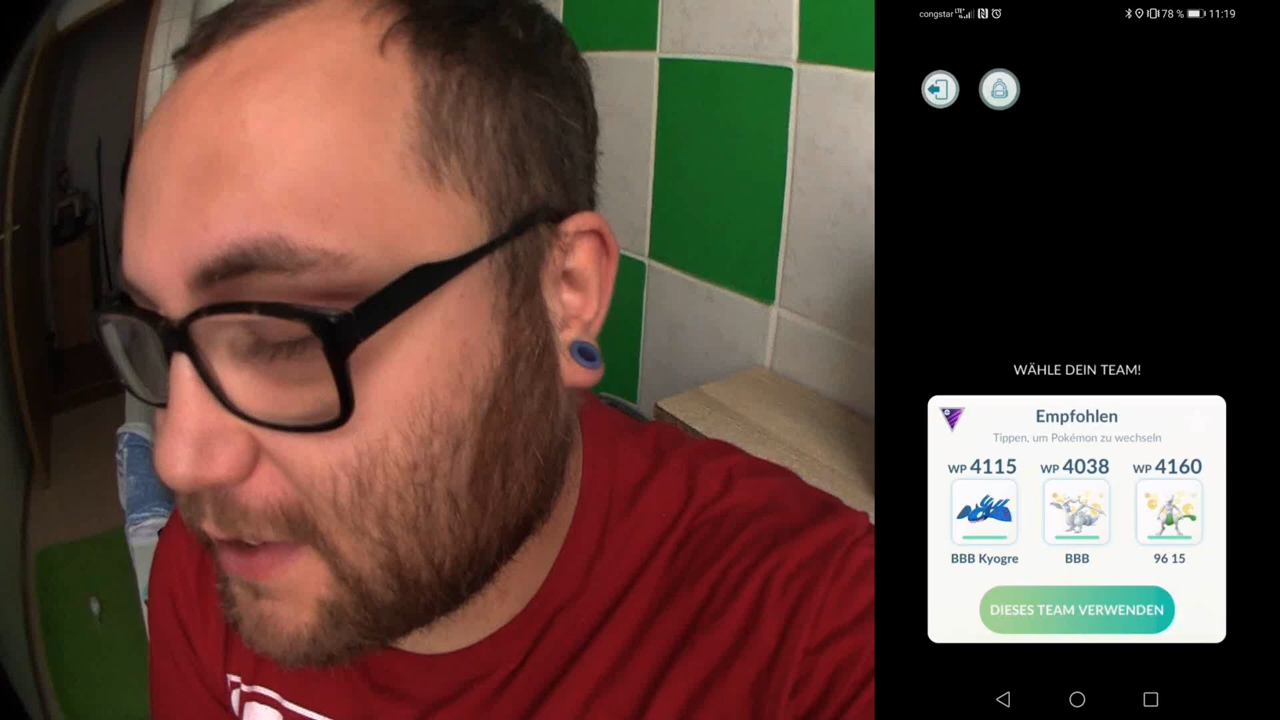 congstar
78 % 11:19
WÄHLE DEIN TEAM!
Empfohlen
Tippen, um Pokémon zu wechseln
WP 4115 WP 4038 WP 4160
BBB Kyogre BBB 96 15
DIESES TEAM VERWENDEN